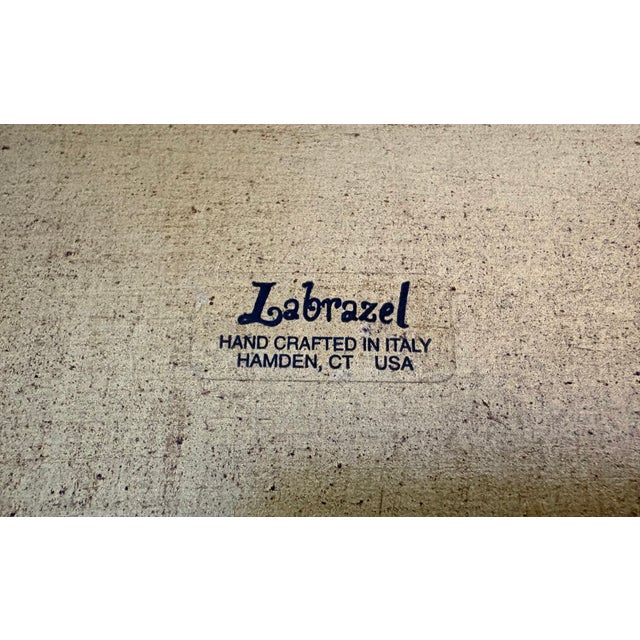 Labrazel
HAND CRAFTED IN ITALY
HAMDEN, CT USA